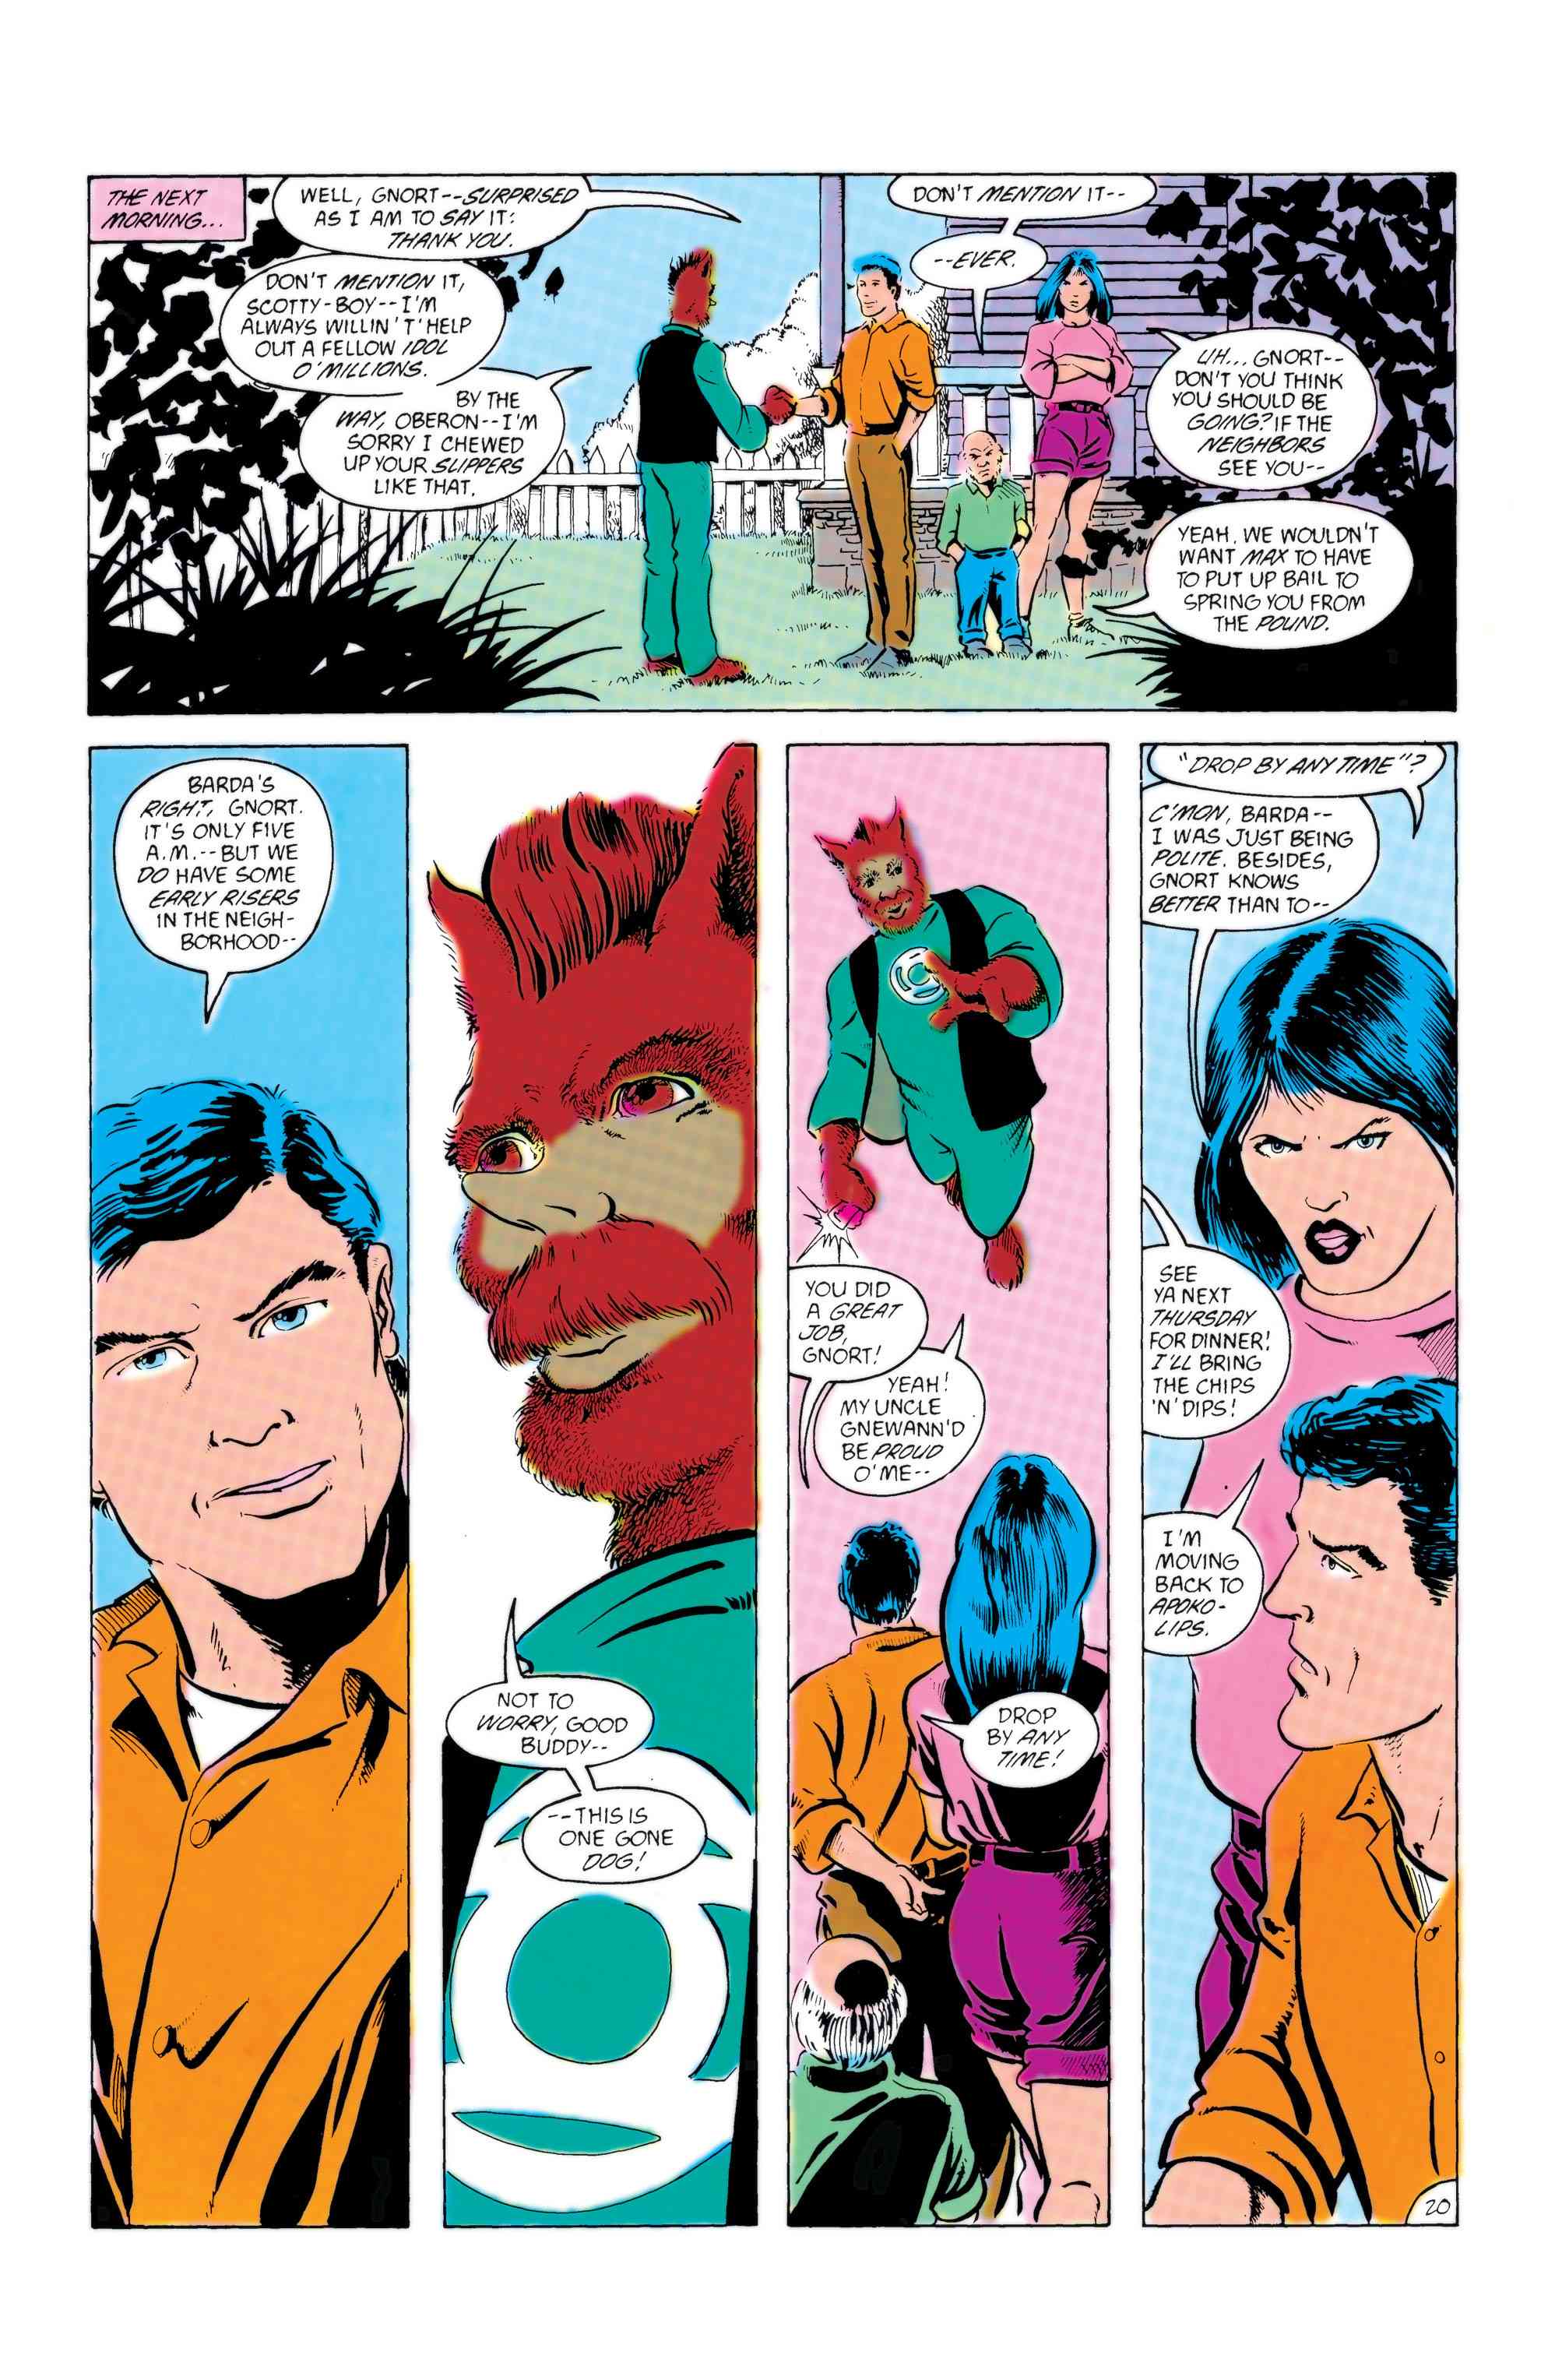 THE NEXT
MORNING...
WELL, GNORT--SURPRISED
AS I AM TO SAY IT:
THANK YOU.
DON'T MENTION IT,
SCOTTY-BOY--I'M
ALWAYS WILLIN' T' HELP
OUT A FELLOW IDOL
O' MILLIONS.
BY THE
WAY, OBERON--I'M
SORRY I CHEWED
UP YOUR SLIPPERS
LIKE THAT.
DON'T MENTION IT--
--EVER.
UH... GNORT--
DON'T YOU THINK
YOU SHOULD BE
GOING? IF THE
NEIGHBORS
SEE YOU--
YEAH. WE WOULDN'T
WANT MAX TO HAVE
TO PUT UP BAIL TO
SPRING YOU FROM
THE POUND.
BARDA'S
RIGHT, GNORT.
IT'S ONLY FIVE
A.M.--BUT WE
DO HAVE SOME
EARLY RISERS
IN THE NEIGH-
BORHOOD--
NOT TO
WORRY, GOOD
BUDDY--
--THIS IS
ONE GONE
DOG!
YOU DID
A GREAT
JOB,
GNORT!
YEAH!
MY UNCLE
GNEWANN'D
BE PROUD
O' ME--
DROP
BY ANY
TIME!
"DROP BY ANY TIME"?
C'MON, BARDA--
I WAS JUST BEING
POLITE. BESIDES,
GNORT KNOWS
BETTER THAN TO--
SEE
YA NEXT
THURSDAY
FOR DINNER!
I'LL BRING
THE CHIPS
'N' DIPS!
I'M
MOVING
BACK TO
APOKO-
LIPS.
20